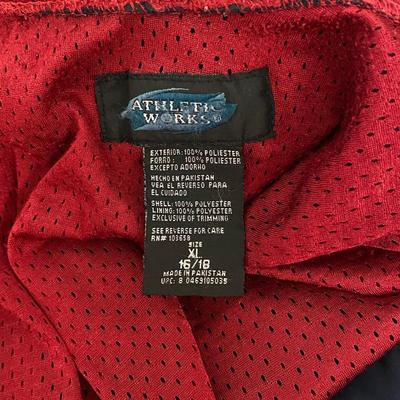 ATHLETIC
WORKS®
EXTERIOR: 100% POLIESTER
FORRO: 100% POLIESTER
EXCEPTO ADORNO
HECHO EN PAKISTAN
VEA EL REVERSO PARA
EL CUIDADO
SHELL: 100% POLYESTER
LINING: 100% POLYESTER
EXCLUSIVE OF TRIMMING
SEE REVERSE FOR CARE
RN# 103658
SIZE
XL
16/18
MADE IN PAKISTAN
UPC: 8 0469105035